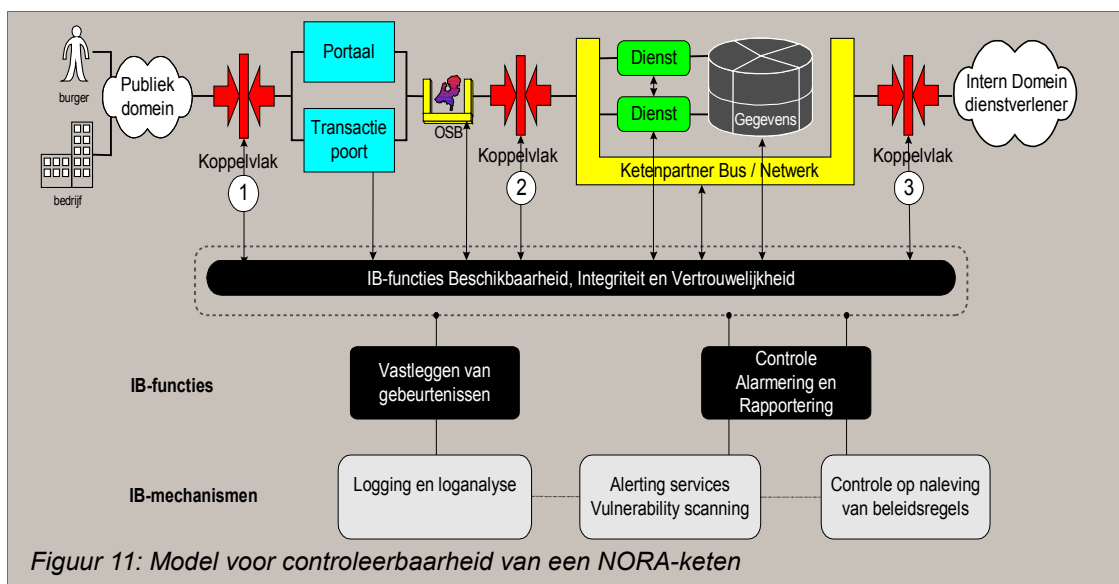 burger
bedrijf
Publiek
domein
Koppelvlak
1
Portaal
Transactie
poort
OSB
Koppelvlak
2
Dienst
Dienst
Gegevens
Ketenpartner Bus / Netwerk
Koppelvlak
3
Intern Domein
dienstverlener
IB-functies Beschikbaarheid, Integriteit en Vertrouwelijkheid
IB-functies
Vastleggen van
gebeurtenissen
Controle
Alarmering en
Rapportering
IB-mechanismen
Logging en loganalyse
Alerting services
Vulnerability scanning
Controle op naleving
van beleidsregels
Figuur 11: Model voor controleerbaarheid van een NORA-keten